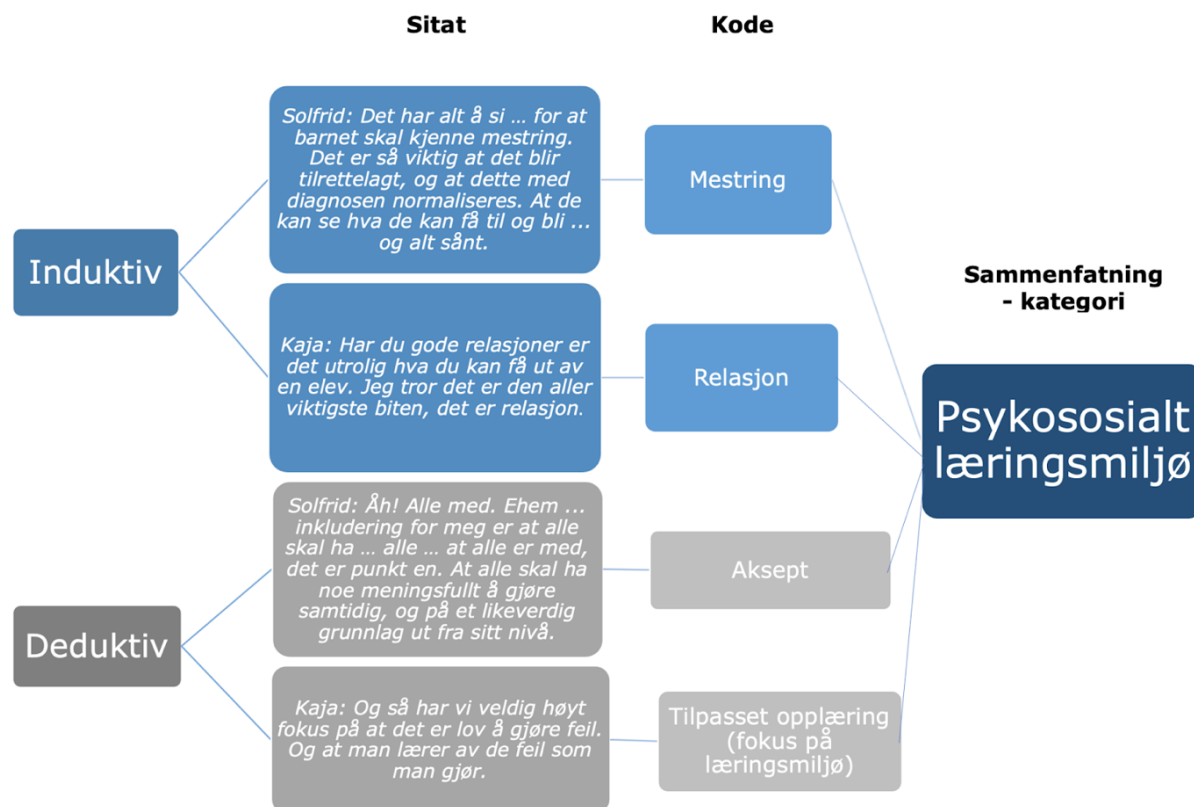 Sitat
Kode
Solfrid: Det har alt å si ... for at
barnet skal kjenne mestring.
Det er så viktig at det blir
tilrettelagt, og at dette med
diagnosen normaliseres. At de
kan se hva de kan få til og bli ...
og alt sånt.
Mestring
Induktiv
Kaja: Har du gode relasjoner er
det utrolig hva du kan få ut av
en elev. Jeg tror det er den aller
viktigste biten, det er relasjon.
Relasjon
Sammenfatning
- kategori
Psykososialt
læringsmiljø
Solfrid: Åh! Alle med. Ehem ...
inkludering for meg er at alle
skal ha ... alle ... at alle er med,
det er punkt en. At alle skal ha
noe meningsfullt å gjøre
samtidig, og på et likeverdig
grunnlag ut fra sitt nivå.
Aksept
Deduktiv
Kaja: Og så har vi veldig høyt
fokus på at det er lov å gjøre feil.
Og at man lærer av de feil som
man gjør.
Tilpasset opplæring
(fokus på
læringsmiljø)